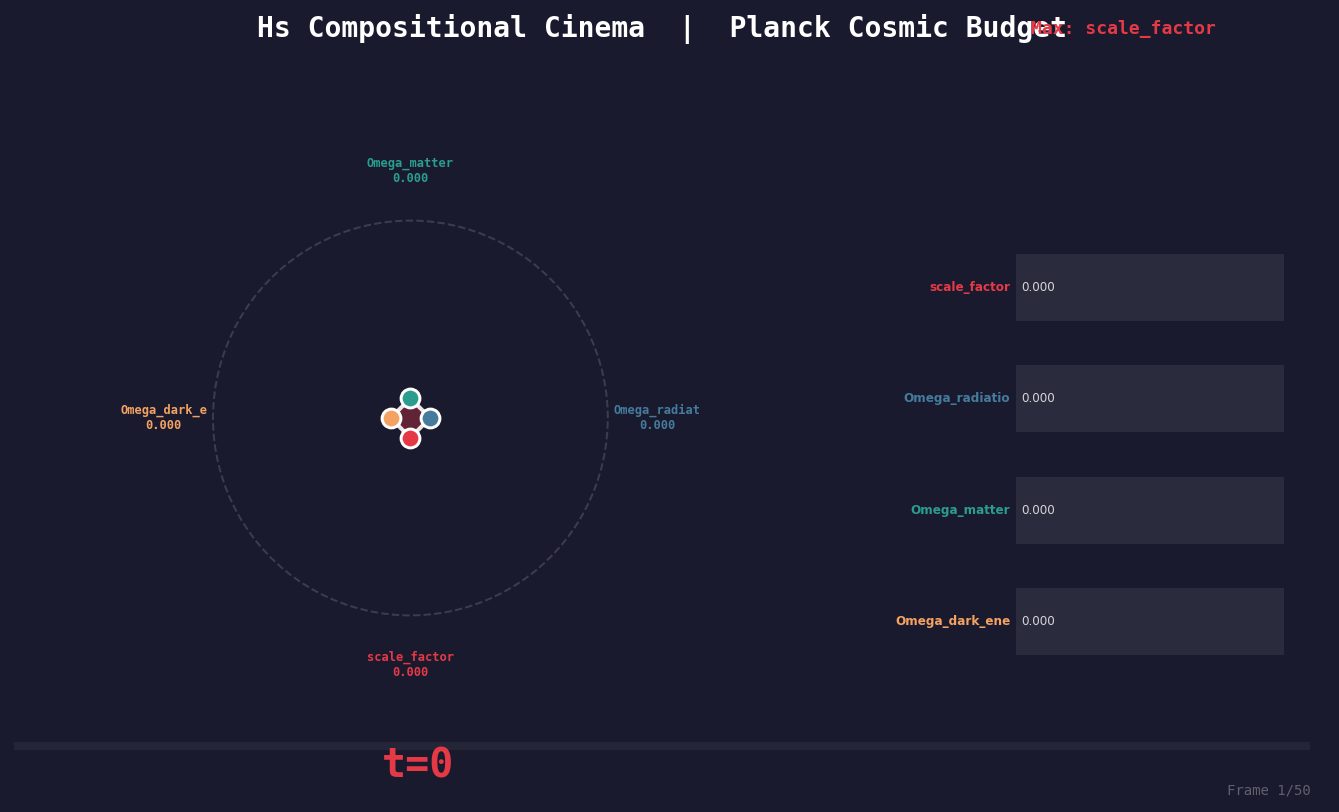 Hs Compositional Cinema | Planck Cosmic Budget
Max: scale_factor
Omega_matter
0.000
Omega_dark_e
0.000
Omega_radiat
0.000
scale_factor
0.000
scale_factor 0.000
Omega_radiatio 0.000
Omega_matter 0.000
Omega_dark_ene 0.000
t=0
Frame 1/50